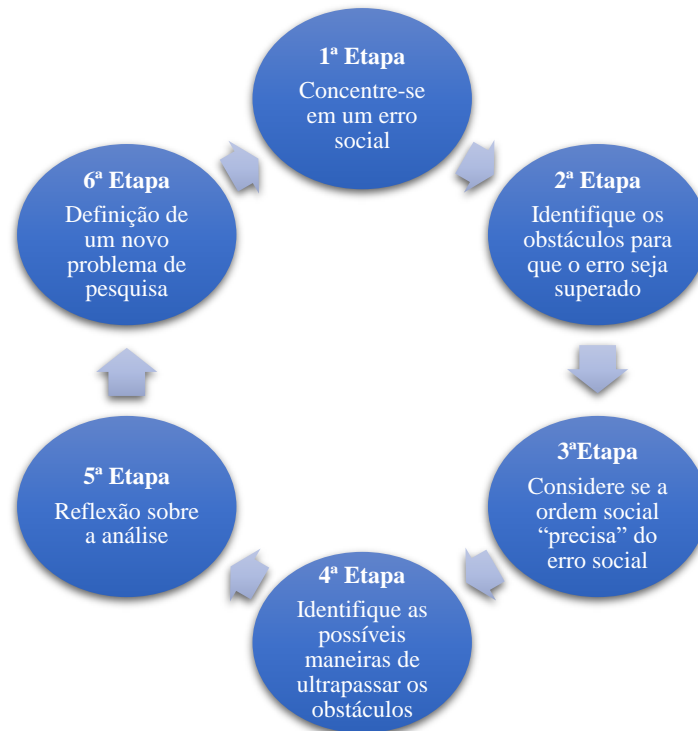 1ª Etapa
Concentre-se
em um erro
social
2ª Etapa
Identifique os
obstáculos para
que o erro seja
superado
3ªEtapa
Considere se a
ordem social
“precisa” do
erro social
4ª Etapa
Identifique as
possíveis
maneiras de
ultrapassar os
obstáculos
5ª Etapa
Reflexão sobre
a análise
6ª Etapa
Definição de
um novo
problema de
pesquisa